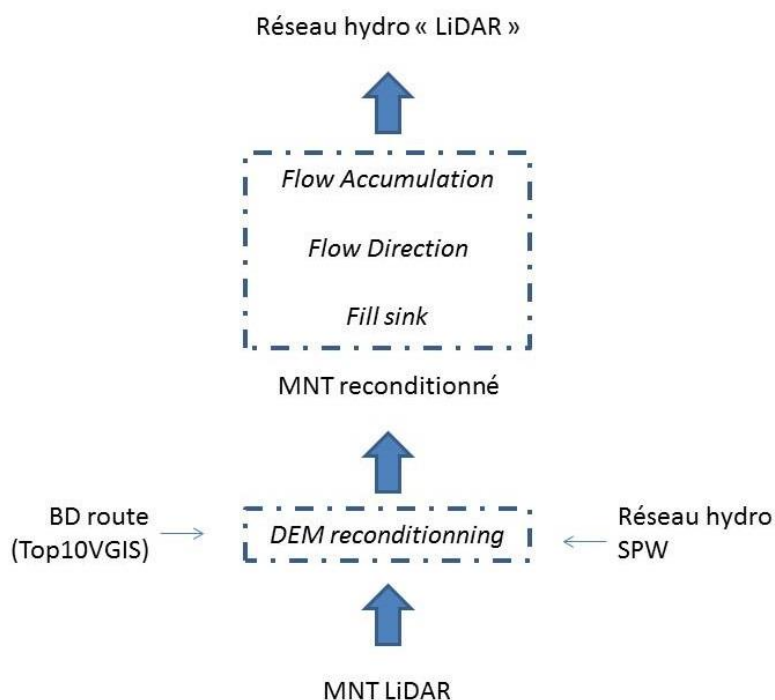 Réseau hydro « LiDAR »
Flow Accumulation
Flow Direction
Fill sink
MNT reconditionné
BD route
(Top10VGIS)
DEM reconditionning
Réseau hydro
SPW
MNT LiDAR